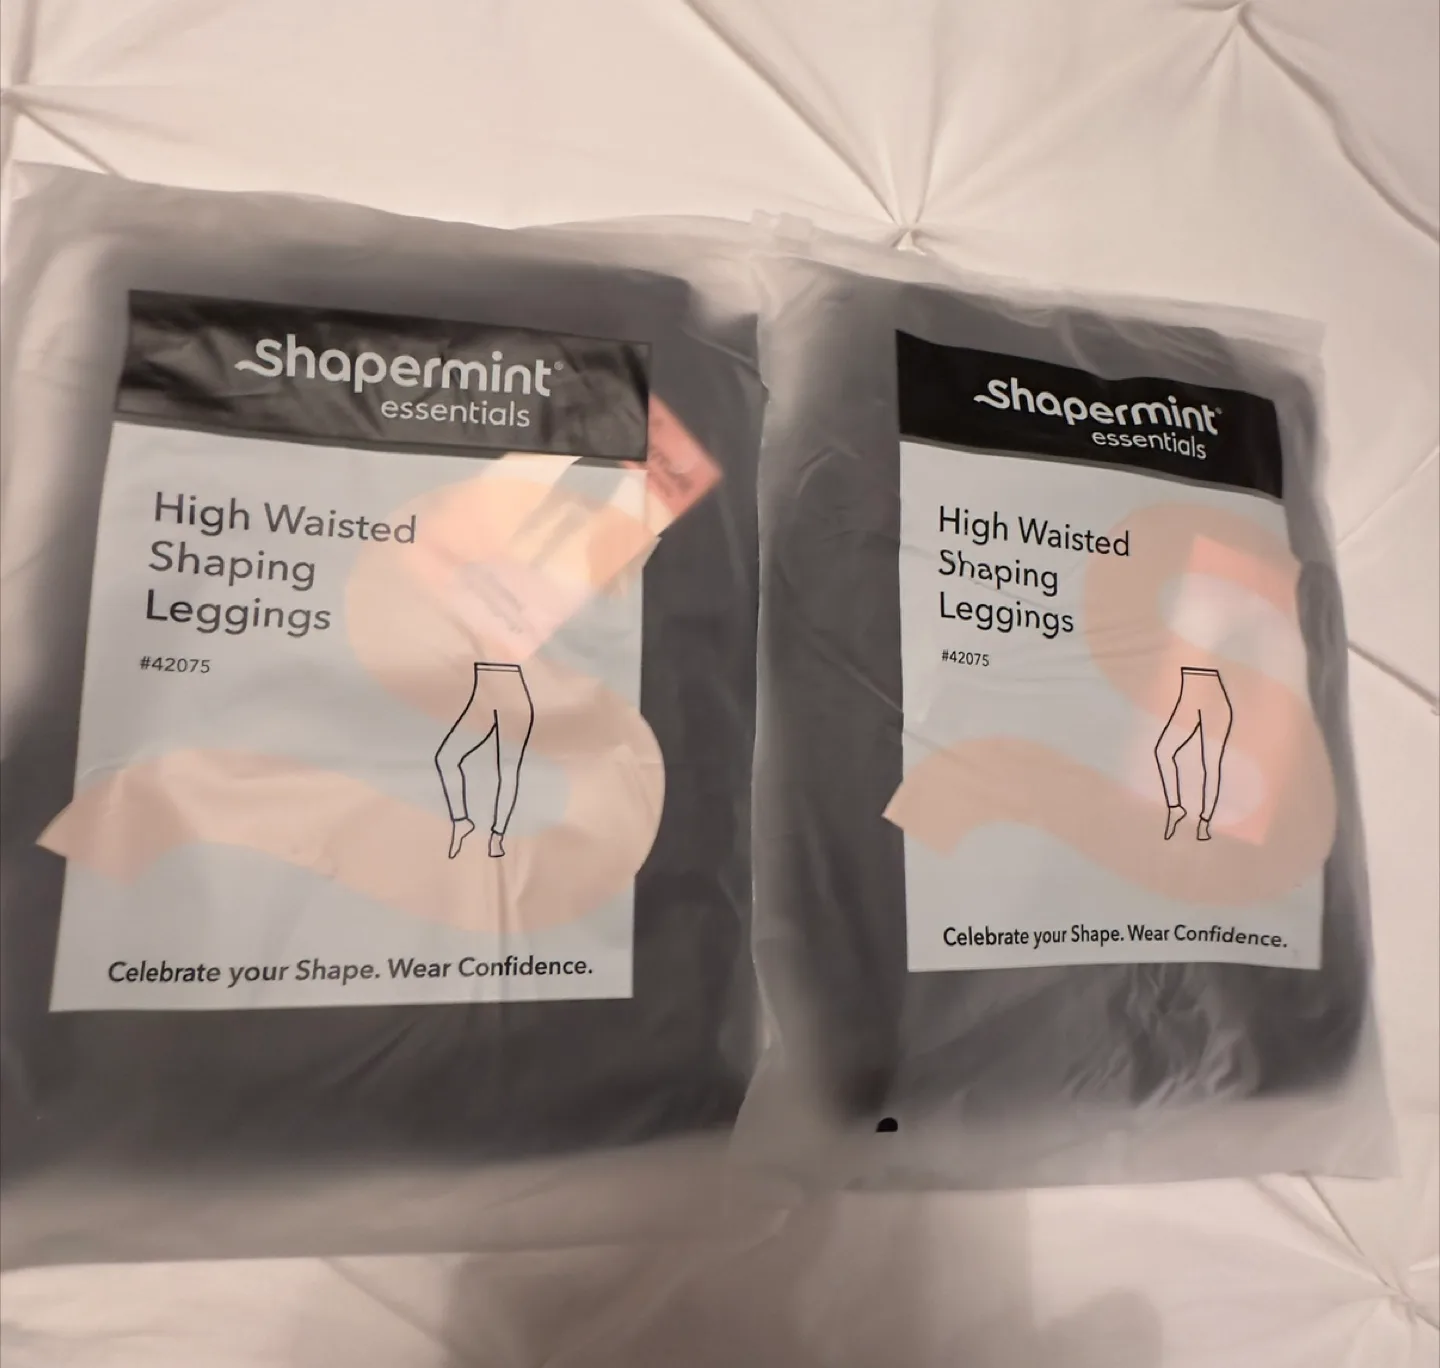 Shapermint®
essentials
High Waisted
Shaping
Leggings
#42075
Celebrate your Shape. Wear Confidence.
Shapermint®
essentials
High Waisted
Shaping
Leggings
#42075
Celebrate your Shape. Wear Confidence.